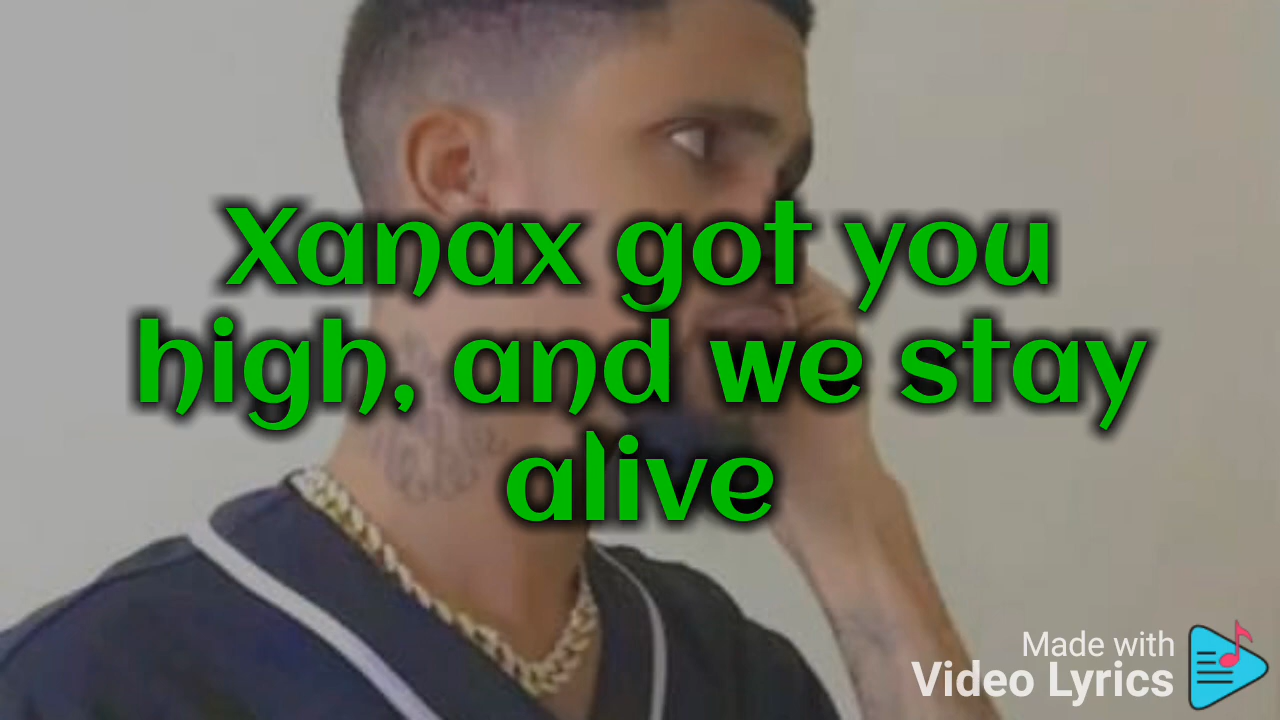 Xanax got you
high, and we stay
alive
Made with
Video Lyrics